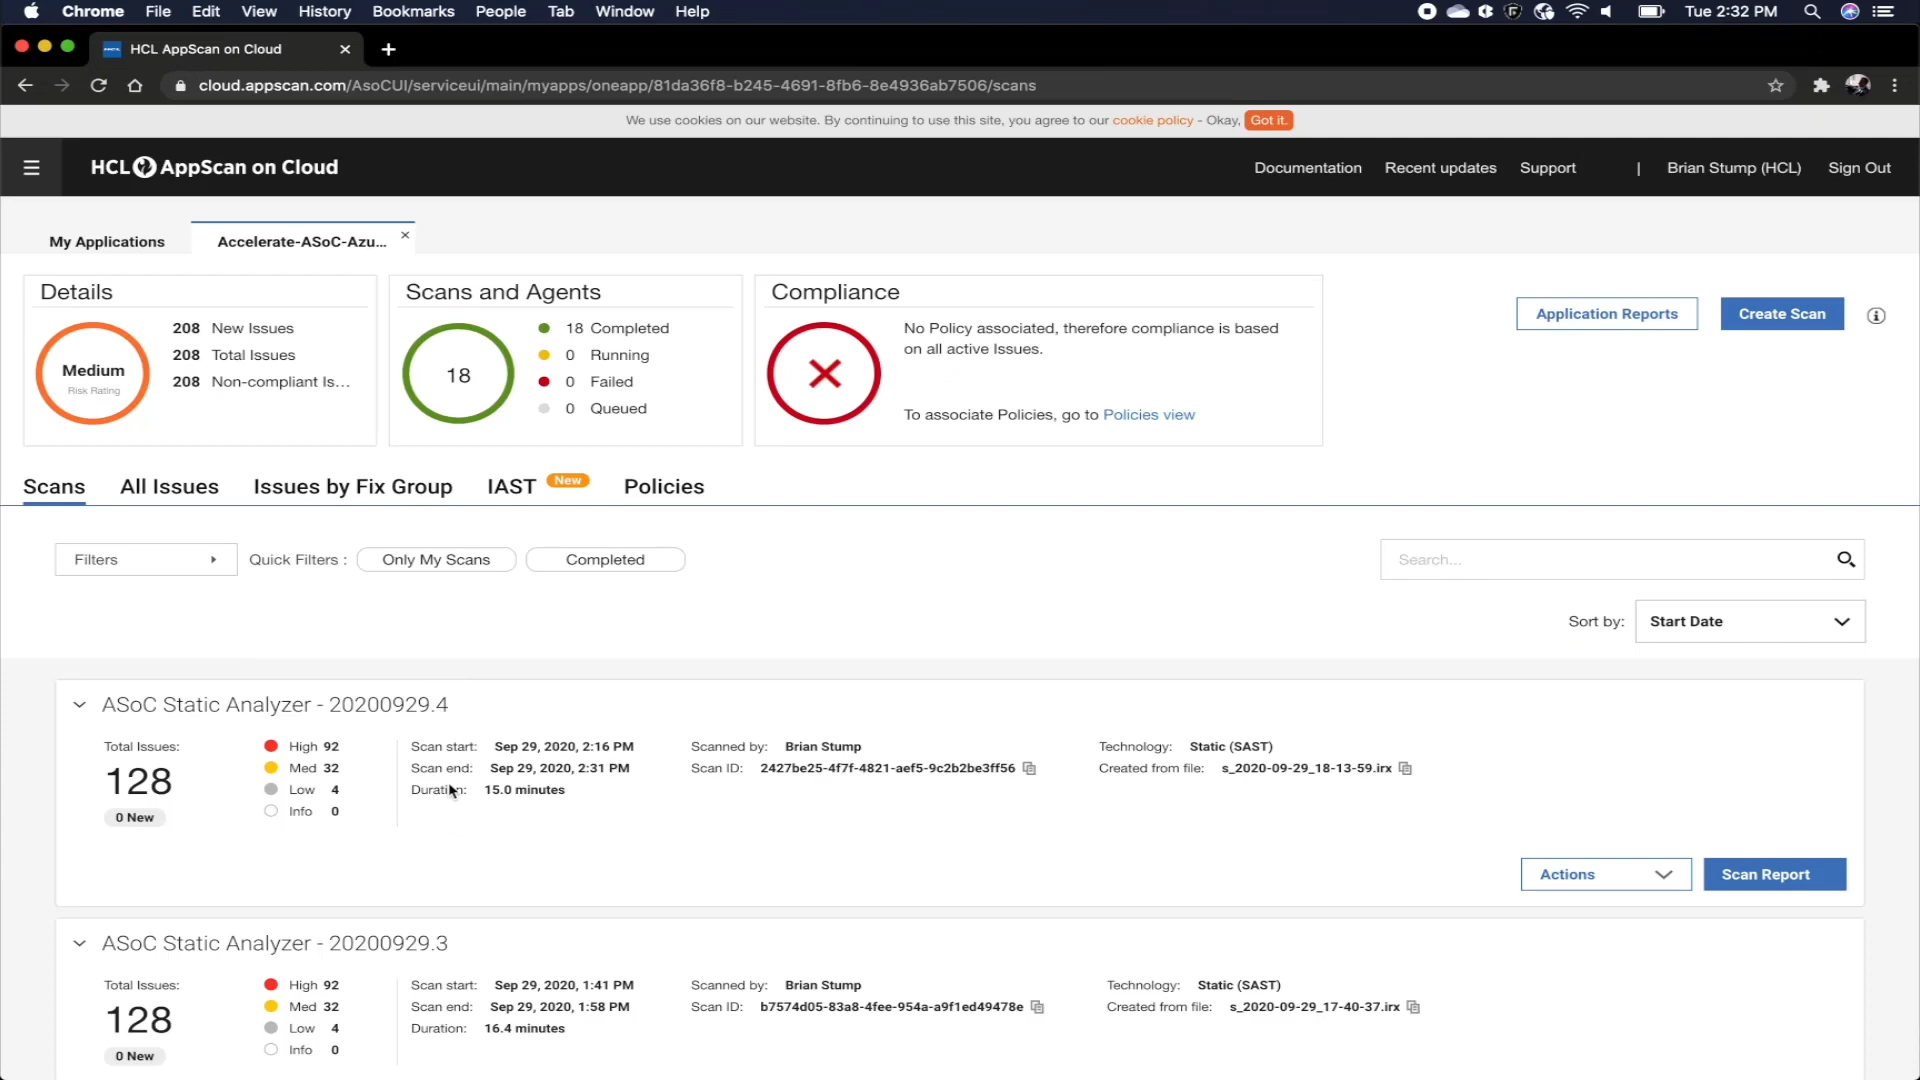 Chrome File Edit View History Bookmarks People Tab Window Help Tue 2:32 PM
HCL AppScan on Cloud
cloud.appscan.com/AsoCUI/serviceui/main/myapps/oneapp/81da36f8-b245-4691-8fb6-8e4936ab7506/scans
We use cookies on our website. By continuing to use this site, you agree to our cookie policy - Okay, Got it.
HCL AppScan on Cloud Documentation Recent updates Support | Brian Stump (HCL) Sign Out
My Applications Accelerate-ASoC-Azu...
Details
Medium
Risk Rating
208 New Issues
208 Total Issues
208 Non-compliant Is...
Scans and Agents
18
18 Completed
0 Running
0 Failed
0 Queued
Compliance
No Policy associated, therefore compliance is based
on all active Issues.
To associate Policies, go to Policies view
Application Reports Create Scan
Scans All Issues Issues by Fix Group IAST New Policies
Filters Quick Filters : Only My Scans Completed Search...
Sort by: Start Date
ASoC Static Analyzer - 20200929.4
Total Issues:
128
0 New
High 92
Med 32
Low 4
Info 0
Scan start: Sep 29, 2020, 2:16 PM
Scan end: Sep 29, 2020, 2:31 PM
Duration: 15.0 minutes
Scanned by: Brian Stump
Scan ID: 2427be25-4f7f-4821-aef5-9c2b2be3ff56
Technology: Static (SAST)
Created from file: s_2020-09-29_18-13-59.irx
Actions Scan Report
ASoC Static Analyzer - 20200929.3
Total Issues:
128
0 New
High 92
Med 32
Low 4
Info 0
Scan start: Sep 29, 2020, 1:41 PM
Scan end: Sep 29, 2020, 1:58 PM
Duration: 16.4 minutes
Scanned by: Brian Stump
Scan ID: b7574d05-83a8-4fee-954a-a9f1ed49478e
Technology: Static (SAST)
Created from file: s_2020-09-29_17-40-37.irx